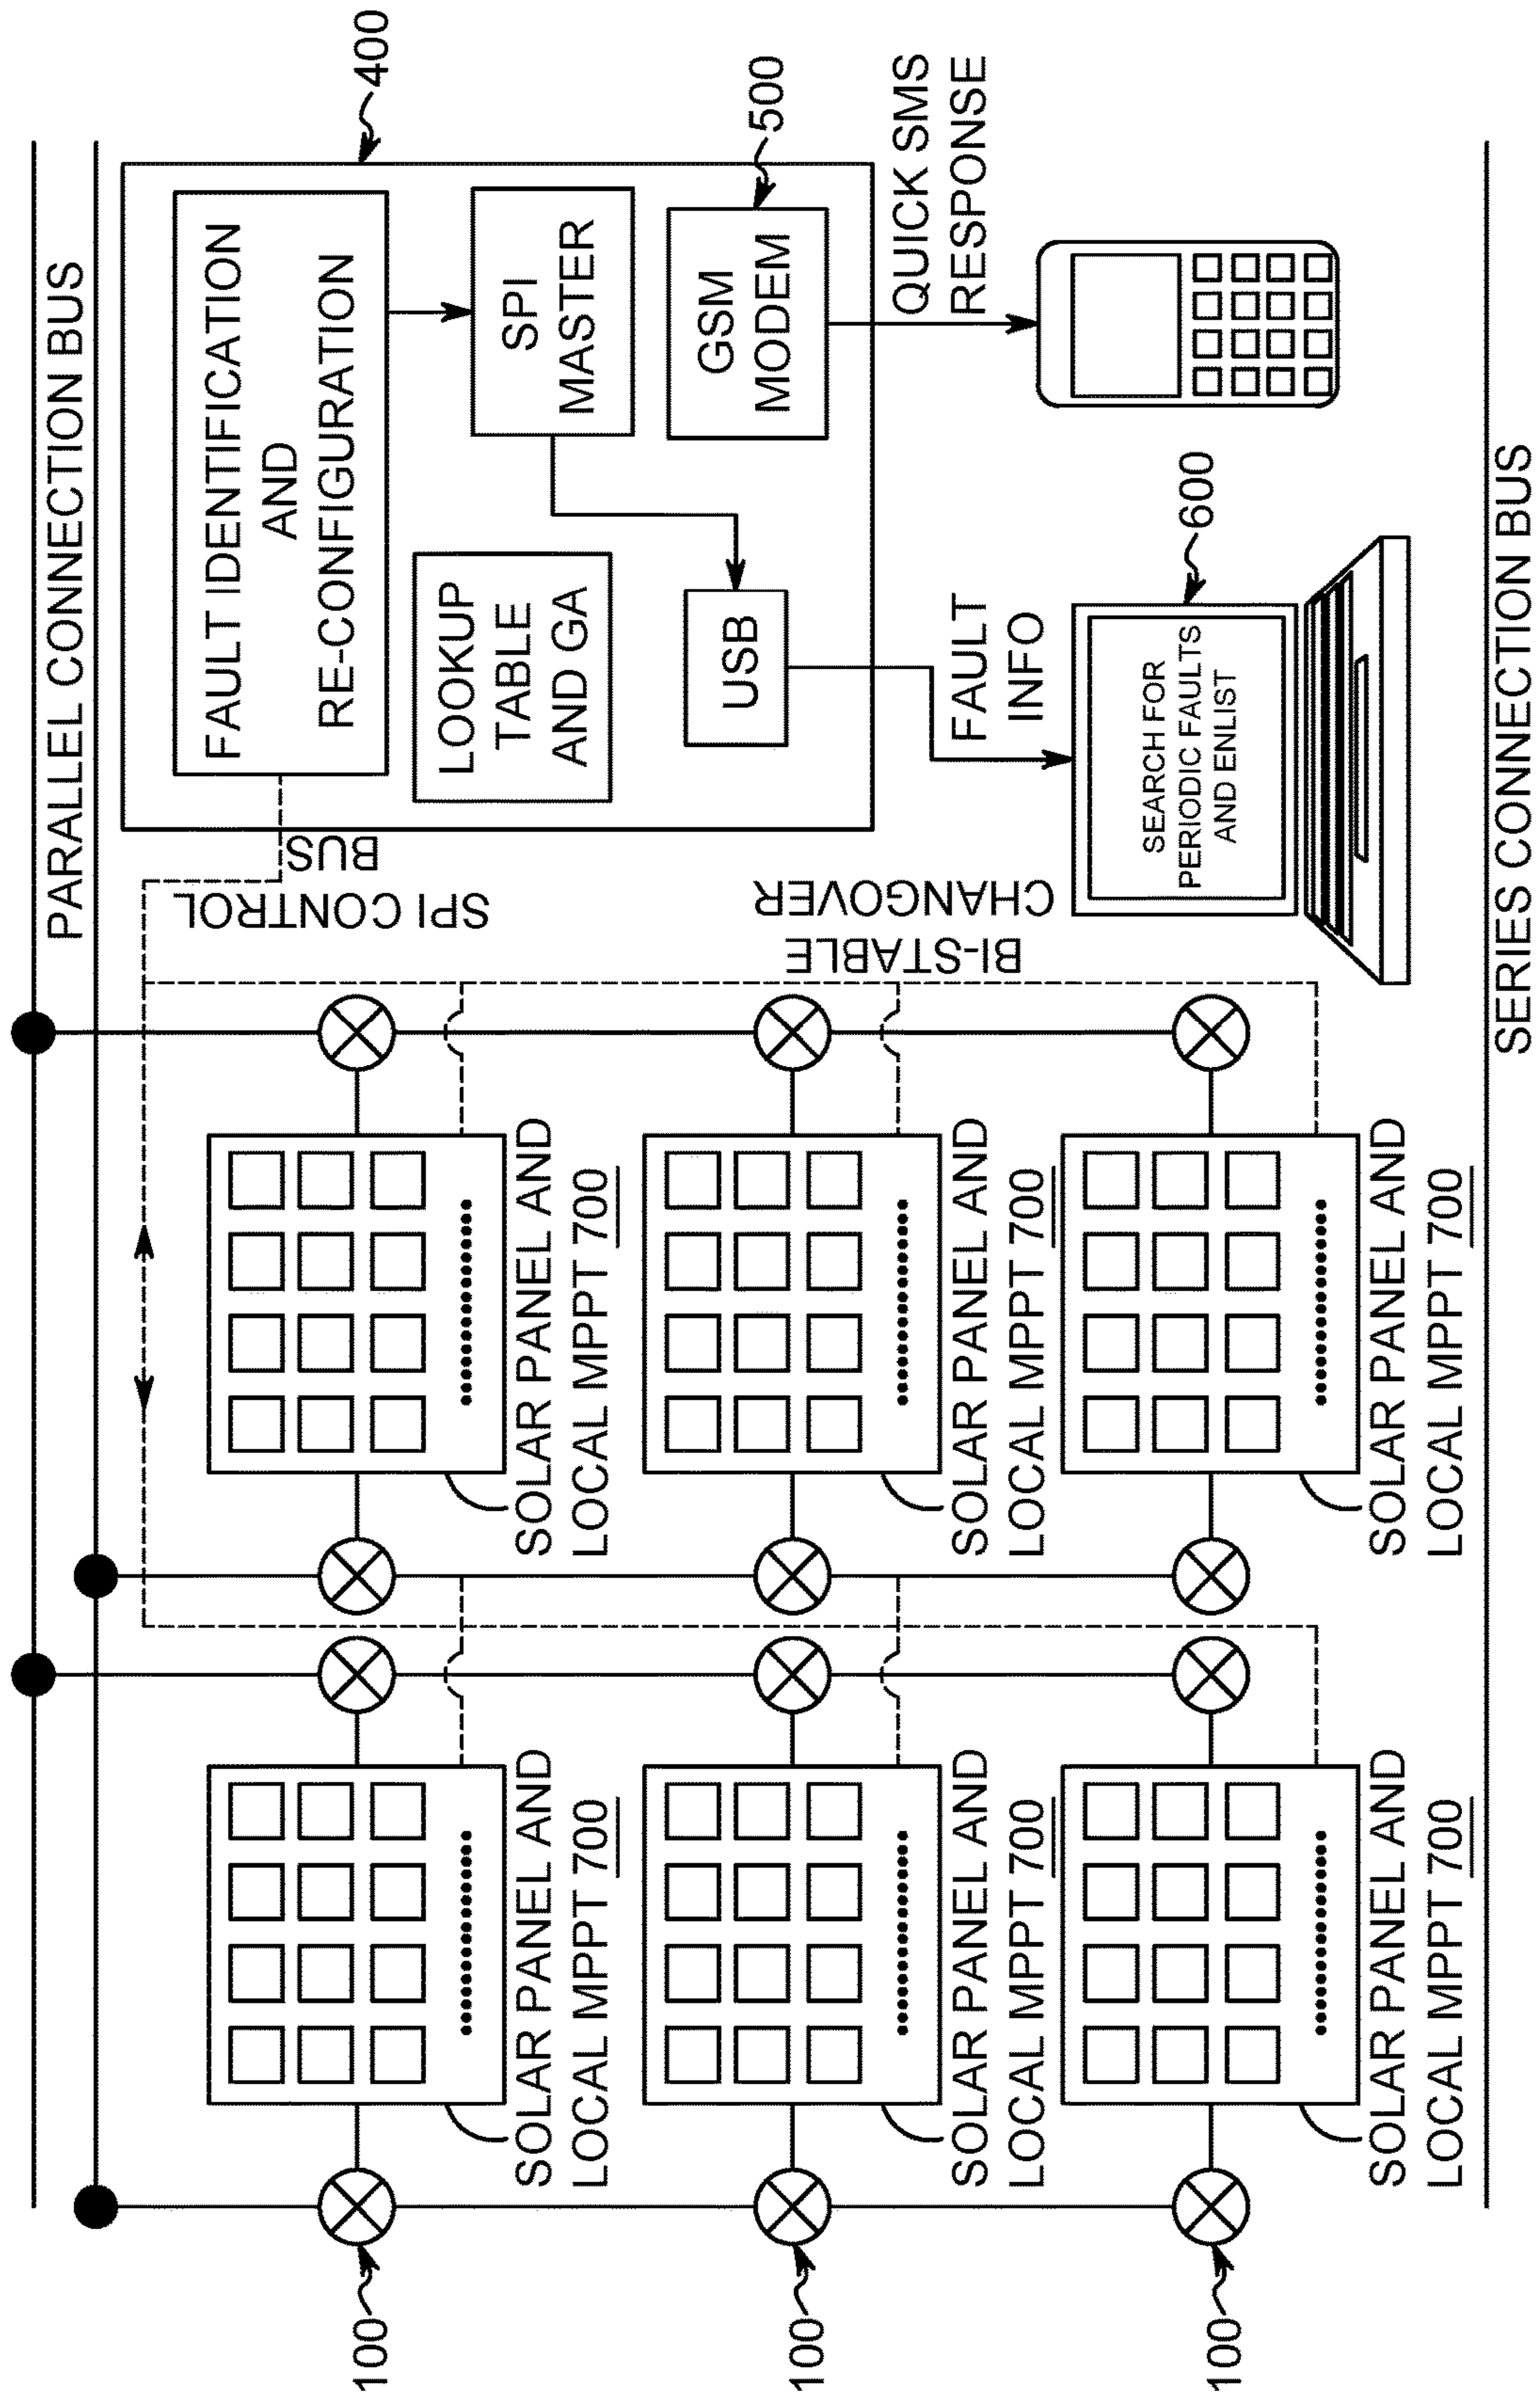 PARALLEL CONNECTION BUS
400
FAULT IDENTIFICATION
AND
RE-CONFIGURATION
SPI
MASTER
LOOKUP
TABLE
AND GA
500
GSM
MODEM
USB
QUICK SMS
RESPONSE
FAULT
INFO
600
SEARCH FOR
PERIODIC FAULTS
AND ENLIST
SPI CONTROL
BUS
BI-STABLE
CHANGOVER
100
SOLAR PANEL AND
LOCAL MPPT 700
SOLAR PANEL AND
LOCAL MPPT 700
100
SOLAR PANEL AND
LOCAL MPPT 700
SOLAR PANEL AND
LOCAL MPPT 700
100
SOLAR PANEL AND
LOCAL MPPT 700
SOLAR PANEL AND
LOCAL MPPT 700
SERIES CONNECTION BUS